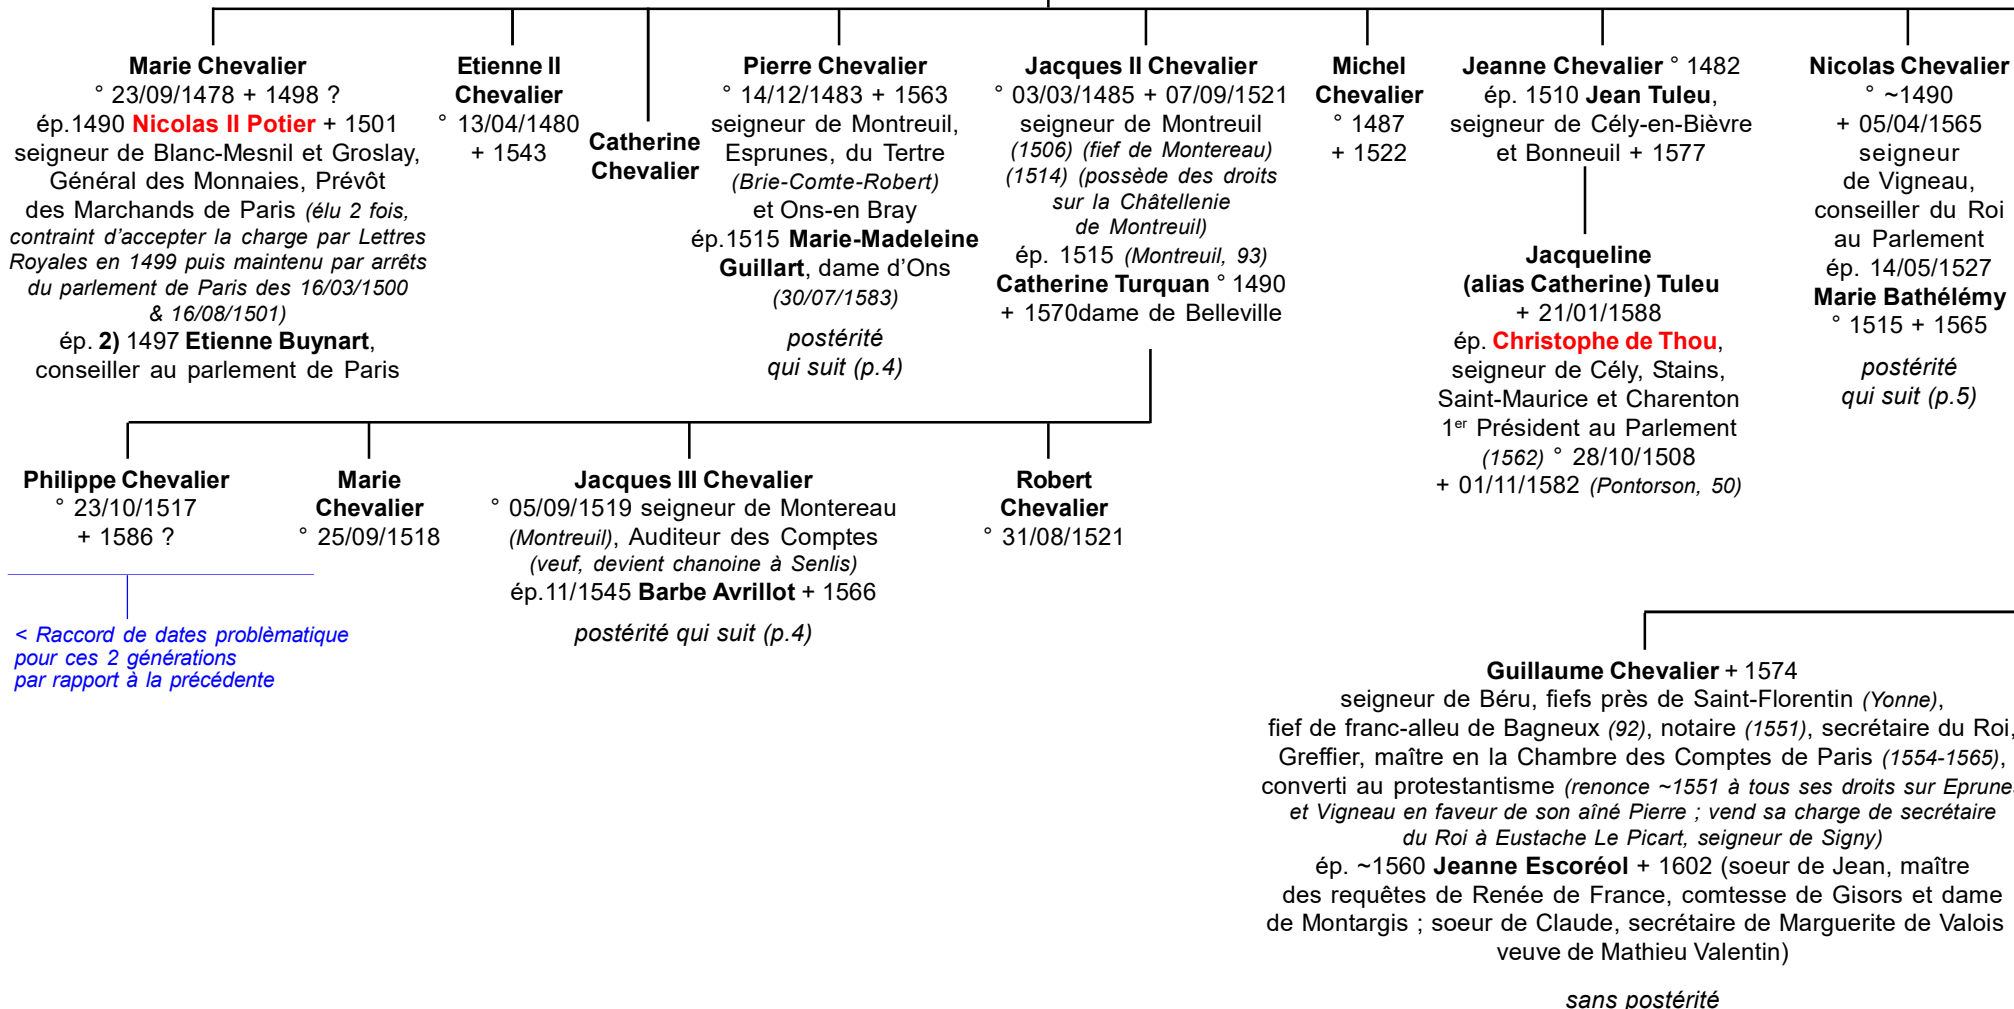 Marie Chevalier
° 23/09/1478 + 1498 ?
ép.1490 Nicolas II Potier + 1501
seigneur de Blanc-Mesnil et Groslay,
Général des Monnaies, Prévôt
des Marchands de Paris (élu 2 fois,
contraint d'accepter la charge par Lettres
Royales en 1499 puis maintenu par arrêts
du parlement de Paris des 16/03/1500
& 16/08/1501)
ép. 2) 1497 Etienne Buynart,
conseiller au parlement de Paris
Etienne II
Chevalier
° 13/04/1480
+ 1543
Catherine
Chevalier
Pierre Chevalier
° 14/12/1483 + 1563
seigneur de Montreuil,
Esprunes, du Tertre
(Brie-Comte-Robert)
et Ons-en Bray
ép.1515 Marie-Madeleine
Guillart, dame d'Ons
(30/07/1583)
postérité
qui suit (p.4)
Jacques II Chevalier
° 03/03/1485 + 07/09/1521
seigneur de Montreuil
(1506) (fief de Montereau)
(1514) (possède des droits
sur la Châtellenie
de Montreuil)
ép. 1515 (Montreuil, 93)
Catherine Turquan ° 1490
+ 1570dame de Belleville
Michel
Chevalier
° 1487
+ 1522
Jeanne Chevalier ° 1482
ép. 1510 Jean Tuleu,
seigneur de Cély-en-Bièvre
et Bonneuil + 1577
Jacqueline
(alias Catherine) Tuleu
+ 21/01/1588
ép. Christophe de Thou,
seigneur de Cély, Stains,
Saint-Maurice et Charenton
1er Président au Parlement
(1562) ° 28/10/1508
+ 01/11/1582 (Pontorson, 50)
Nicolas Chevalier
° ~1490
+ 05/04/1565
seigneur
de Vigneau,
conseiller du Roi
au Parlement
ép. 14/05/1527
Marie Bathélémy
° 1515 + 1565
postérité
qui suit (p.5)
Philippe Chevalier
° 23/10/1517
+ 1586 ?
Marie
Chevalier
° 25/09/1518
Jacques III Chevalier
° 05/09/1519 seigneur de Montereau
(Montreuil), Auditeur des Comptes
(veuf, devient chanoine à Senlis)
ép.11/1545 Barbe Avrillot + 1566
postérité qui suit (p.4)
Robert
Chevalier
° 31/08/1521
< Raccord de dates problèmatique
pour ces 2 générations
par rapport à la précédente
Guillaume Chevalier + 1574
seigneur de Béru, fiefs près de Saint-Florentin (Yonne),
fief de franc-alleu de Bagneux (92), notaire (1551), secrétaire du Roi,
Greffier, maître en la Chambre des Comptes de Paris (1554-1565),
converti au protestantisme (renonce ~1551 à tous ses droits sur Eprunes
et Vigneau en faveur de son aîné Pierre ; vend sa charge de secrétaire
du Roi à Eustache Le Picart, seigneur de Signy)
ép. ~1560 Jeanne Escoréol + 1602 (soeur de Jean, maître
des requêtes de Renée de France, comtesse de Gisors et dame
de Montargis ; soeur de Claude, secrétaire de Marguerite de Valois
veuve de Mathieu Valentin)
sans postérité